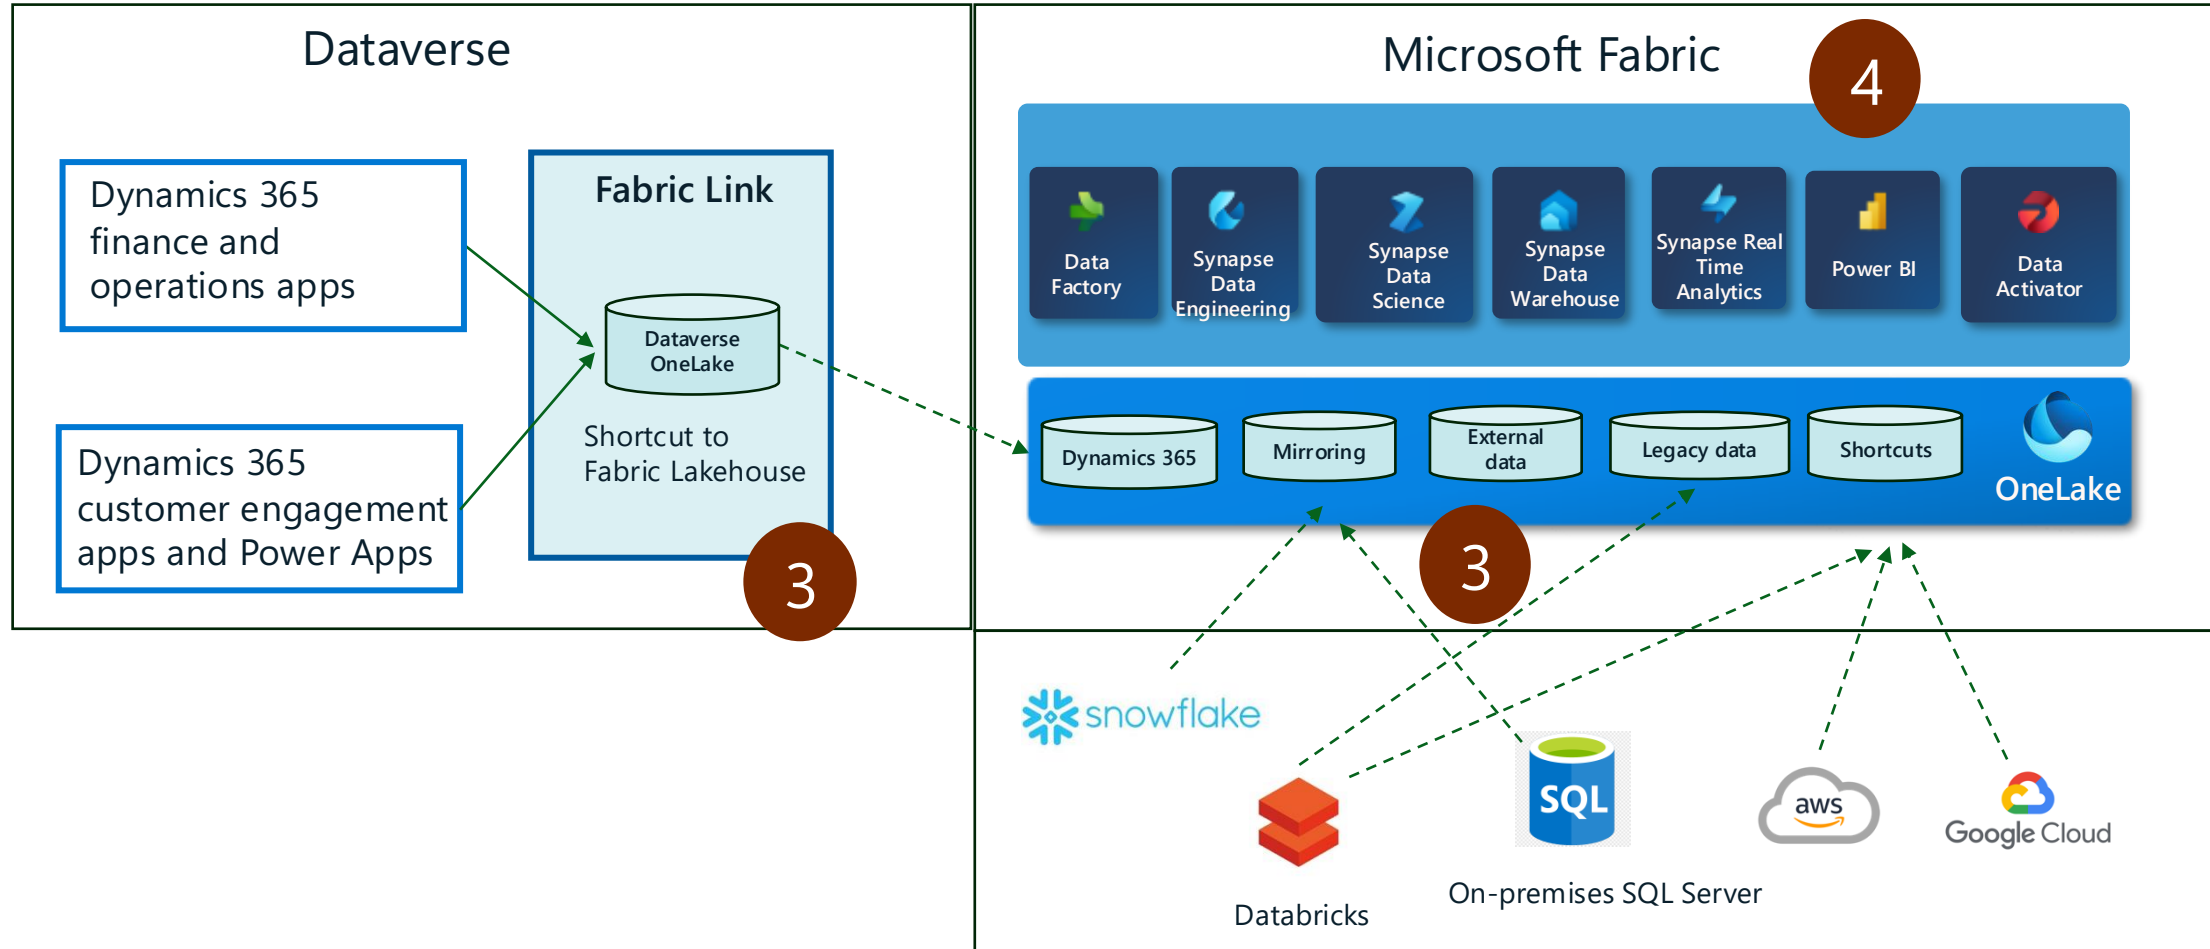 Dataverse
Dynamics 365
finance and
operations apps
Dynamics 365
customer engagement
apps and Power Apps
Fabric Link
Dataverse
OneLake
Shortcut to
Fabric Lakehouse
3
Microsoft Fabric
4
Data
Factory
Synapse
Data
Engineering
Synapse
Data
Science
Synapse
Data
Warehouse
Synapse Real
Time
Analytics
Power BI
Data
Activator
Dynamics 365
Mirroring
External
data
Legacy data
Shortcuts
OneLake
3
snowflake
Databricks
SQL
On-premises SQL Server
aws
Google Cloud